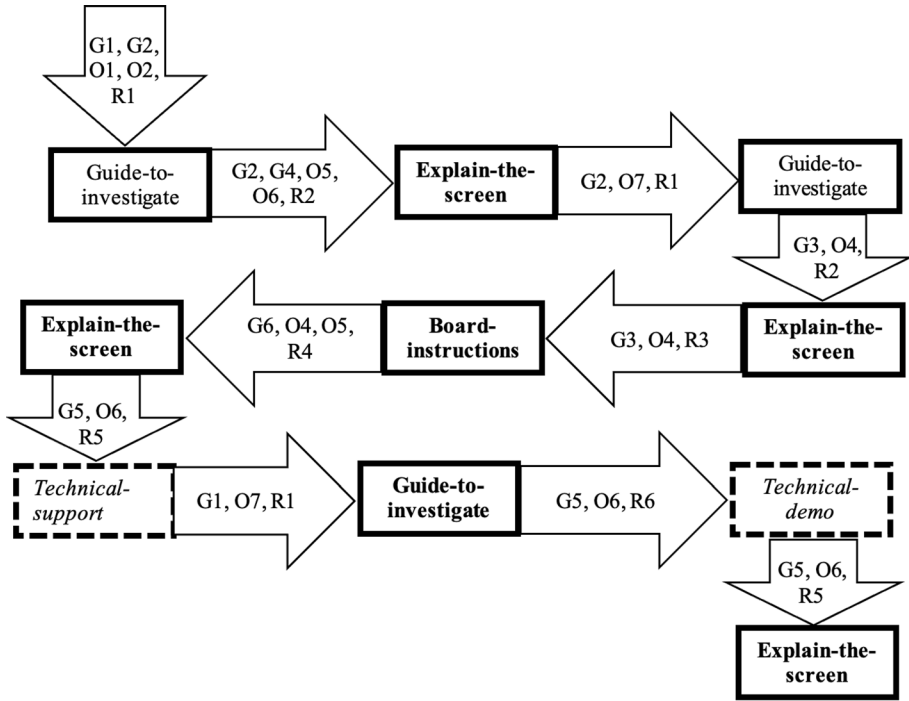 G1, G2,
O1, O2,
R1
Guide-to-
investigate
G2, G4, O5,
O6, R2
Explain-the-
screen
G2, O7, R1
Guide-to-
investigate
G3, O4,
R2
Explain-the-
screen
G3, O4, R3
Board-
instructions
G6, O4, O5,
R4
Explain-the-
screen
G5, O6,
R5
Technical-
support
G1, O7, R1
Guide-to-
investigate
G5, O6, R6
Technical-
demo
G5, O6,
R5
Explain-the-
screen